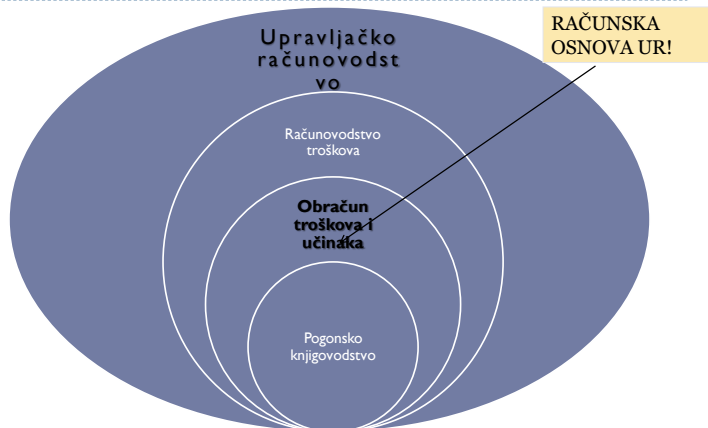 Upravljačko
računovodst
vo
RAČUNSKA
OSNOVA UR!
Računovodstvo
troškova
Obračun
troškova i
učinaka
Pogonsko
knjigovodstvo